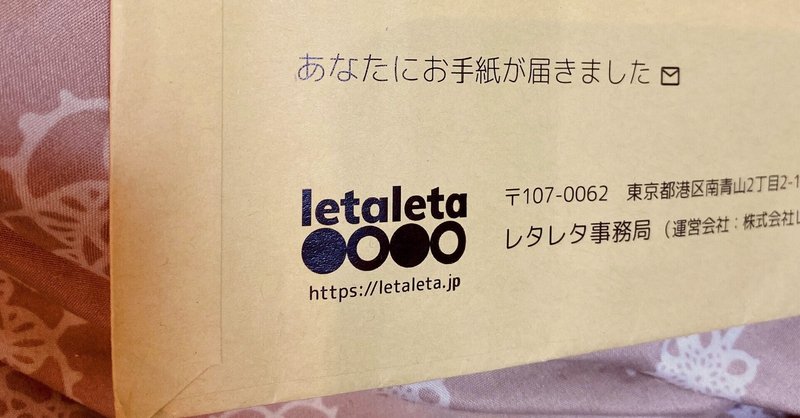 あなたにお手紙が届きました
letaleta
https://letaleta.jp
〒107-0062 東京都港区南青山2丁目2-1
レタレタ事務局（運営会社：株式会社